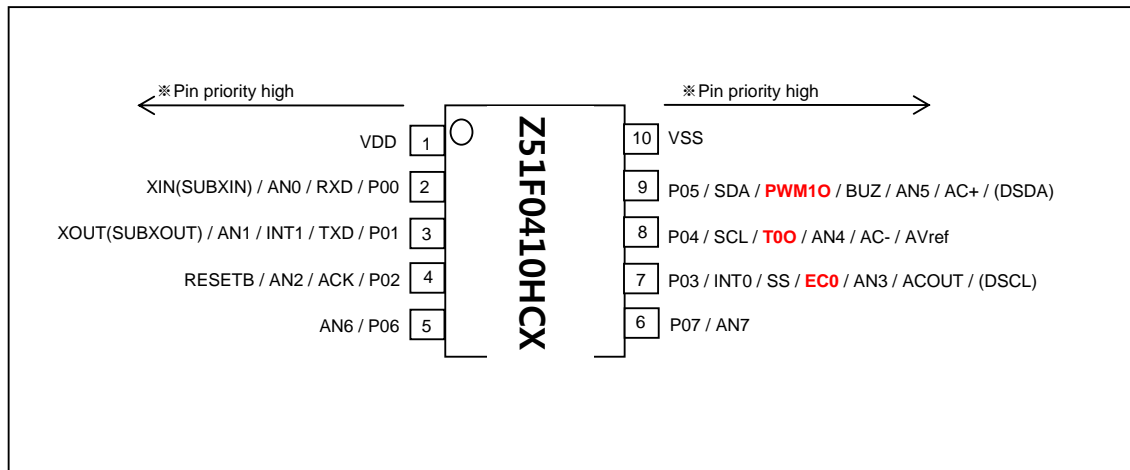 ※Pin priority high
※Pin priority high
VDD 1
XIN(SUBXIN) / AN0 / RXD / P00 2
XOUT(SUBXOUT) / AN1 / INT1 / TXD / P01 3
RESETB / AN2 / ACK / P02 4
AN6 / P06 5
Z51F0410HCX
10 VSS
9 P05 / SDA / PWM1O / BUZ / AN5 / AC+ / (DSDA)
8 P04 / SCL / T0O / AN4 / AC- / AVref
7 P03 / INT0 / SS / EC0 / AN3 / ACOUT / (DSCL)
6 P07 / AN7